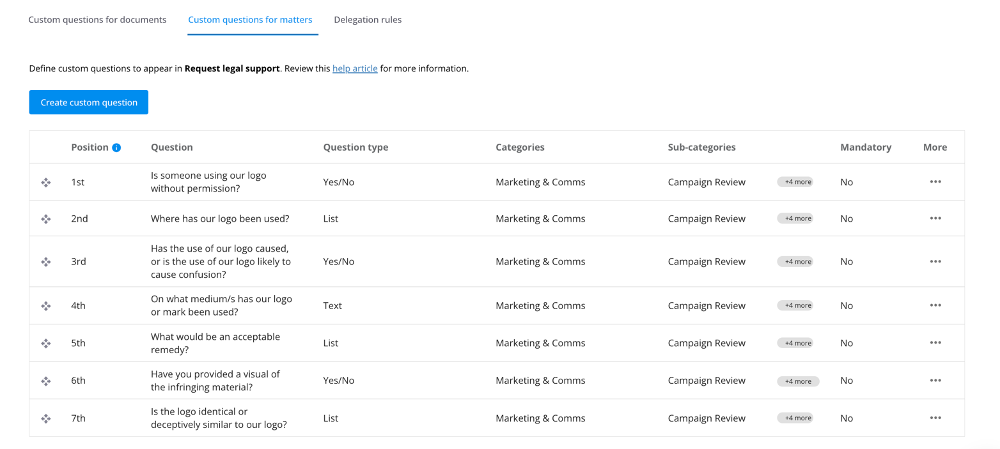 Custom questions for documents Custom questions for matters Delegation rules
Define custom questions to appear in Request legal support. Review this help article for more information.
Create custom question
Position Question Question type Categories Sub-categories Mandatory More
1st Is someone using our logo without permission? Yes/No Marketing & Comms Campaign Review +4 more No
2nd Where has our logo been used? List Marketing & Comms Campaign Review +4 more No
3rd Has the use of our logo caused, or is the use of our logo likely to cause confusion? Yes/No Marketing & Comms Campaign Review +4 more No
4th On what medium/s has our logo or mark been used? Text Marketing & Comms Campaign Review +4 more No
5th What would be an acceptable remedy? List Marketing & Comms Campaign Review +4 more No
6th Have you provided a visual of the infringing material? Yes/No Marketing & Comms Campaign Review +4 more No
7th Is the logo identical or deceptively similar to our logo? List Marketing & Comms Campaign Review +4 more No